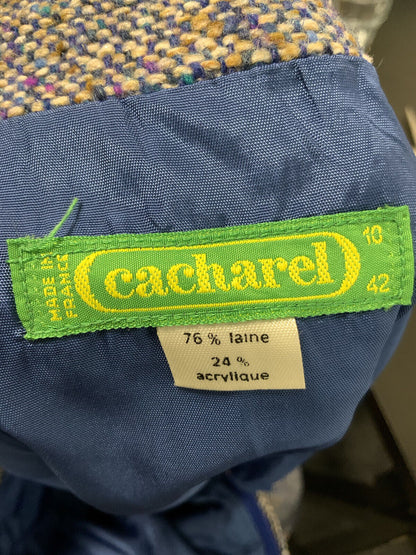 MADE IN
FRANCE
cacharel
10
42
76 % laine
24 %
acrylique